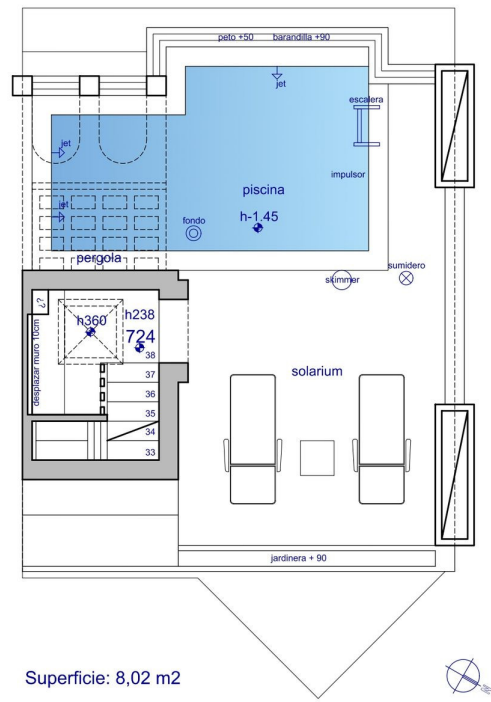 peto +50 barandilla +90
jet
escalera
jet
impulsor
piscina
jet
h-1.45
fondo
pergola
sumidero
skimmer
¿?
h360
h238
724
desplazar muro 10cm
38
37
solarium
36
35
34
33
jardinera + 90
Superficie: 8,02 m2